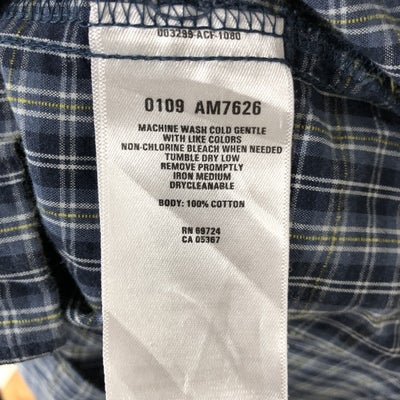 003299-ACF-1080
0109 AM7626
MACHINE WASH COLD GENTLE
WITH LIKE COLORS
NON-CHLORINE BLEACH WHEN NEEDED
TUMBLE DRY LOW
REMOVE PROMPTLY
IRON MEDIUM
DRYCLEANABLE
BODY: 100% COTTON
RN 69724
CA 05367